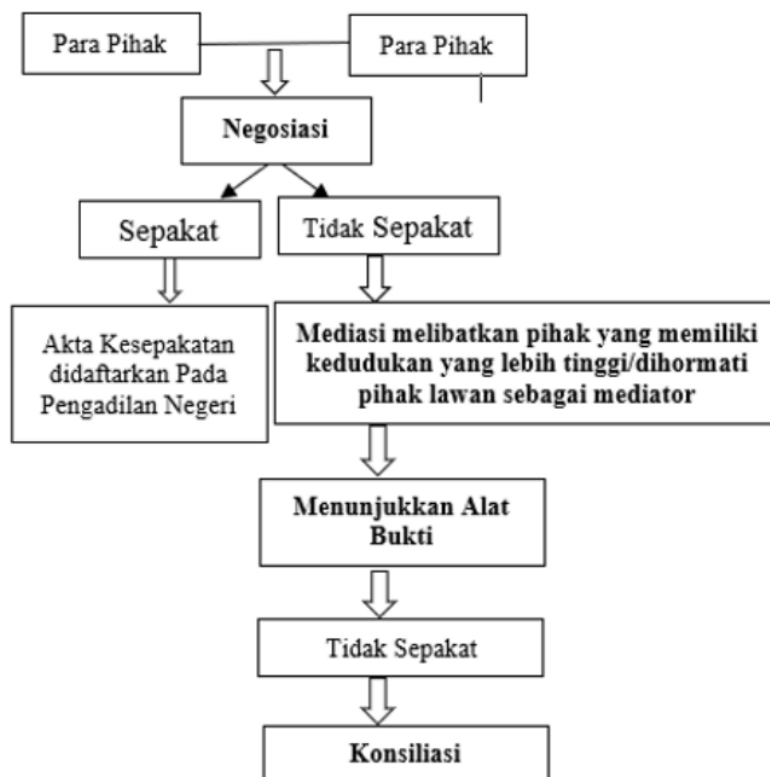 Para Pihak
Para Pihak
Negosiasi
Sepakat
Tidak Sepakat
Akta Kesepakatan
didaftarkan Pada
Pengadilan Negeri
Mediasi melibatkan pihak yang memiliki
kedudukan yang lebih tinggi/dihormati
pihak lawan sebagai mediator
Menunjukkan Alat
Bukti
Tidak Sepakat
Konsiliasi